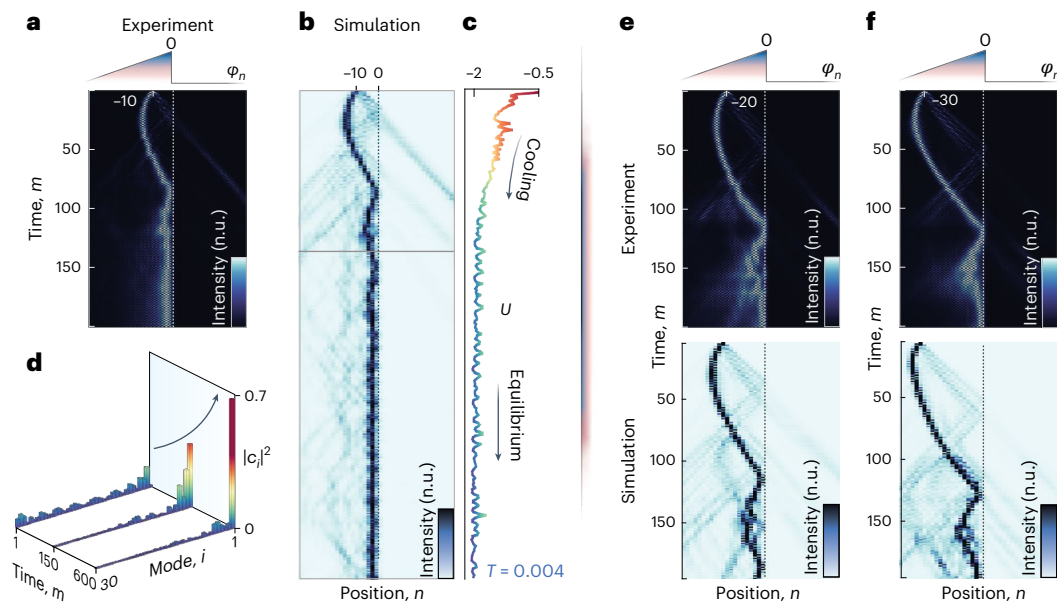 a
Experiment
0
φn
−10
50
100
150
Time, m
Intensity (n.u.)
b
Simulation
−10 0
Intensity (n.u.)
Position, n
c
−2 −0.5
Cooling
U
Equilibrium
T = 0.004
d
0.7
|ci|²
0
1
150
600
30
1
Time, m
Mode, i
e
0
φn
−20
50
100
150
Experiment
Intensity (n.u.)
Time, m
50
100
150
Simulation
Intensity (n.u.)
Position, n
f
0
φn
−30
50
100
150
Intensity (n.u.)
Time, m
50
100
150
Intensity (n.u.)
Position, n